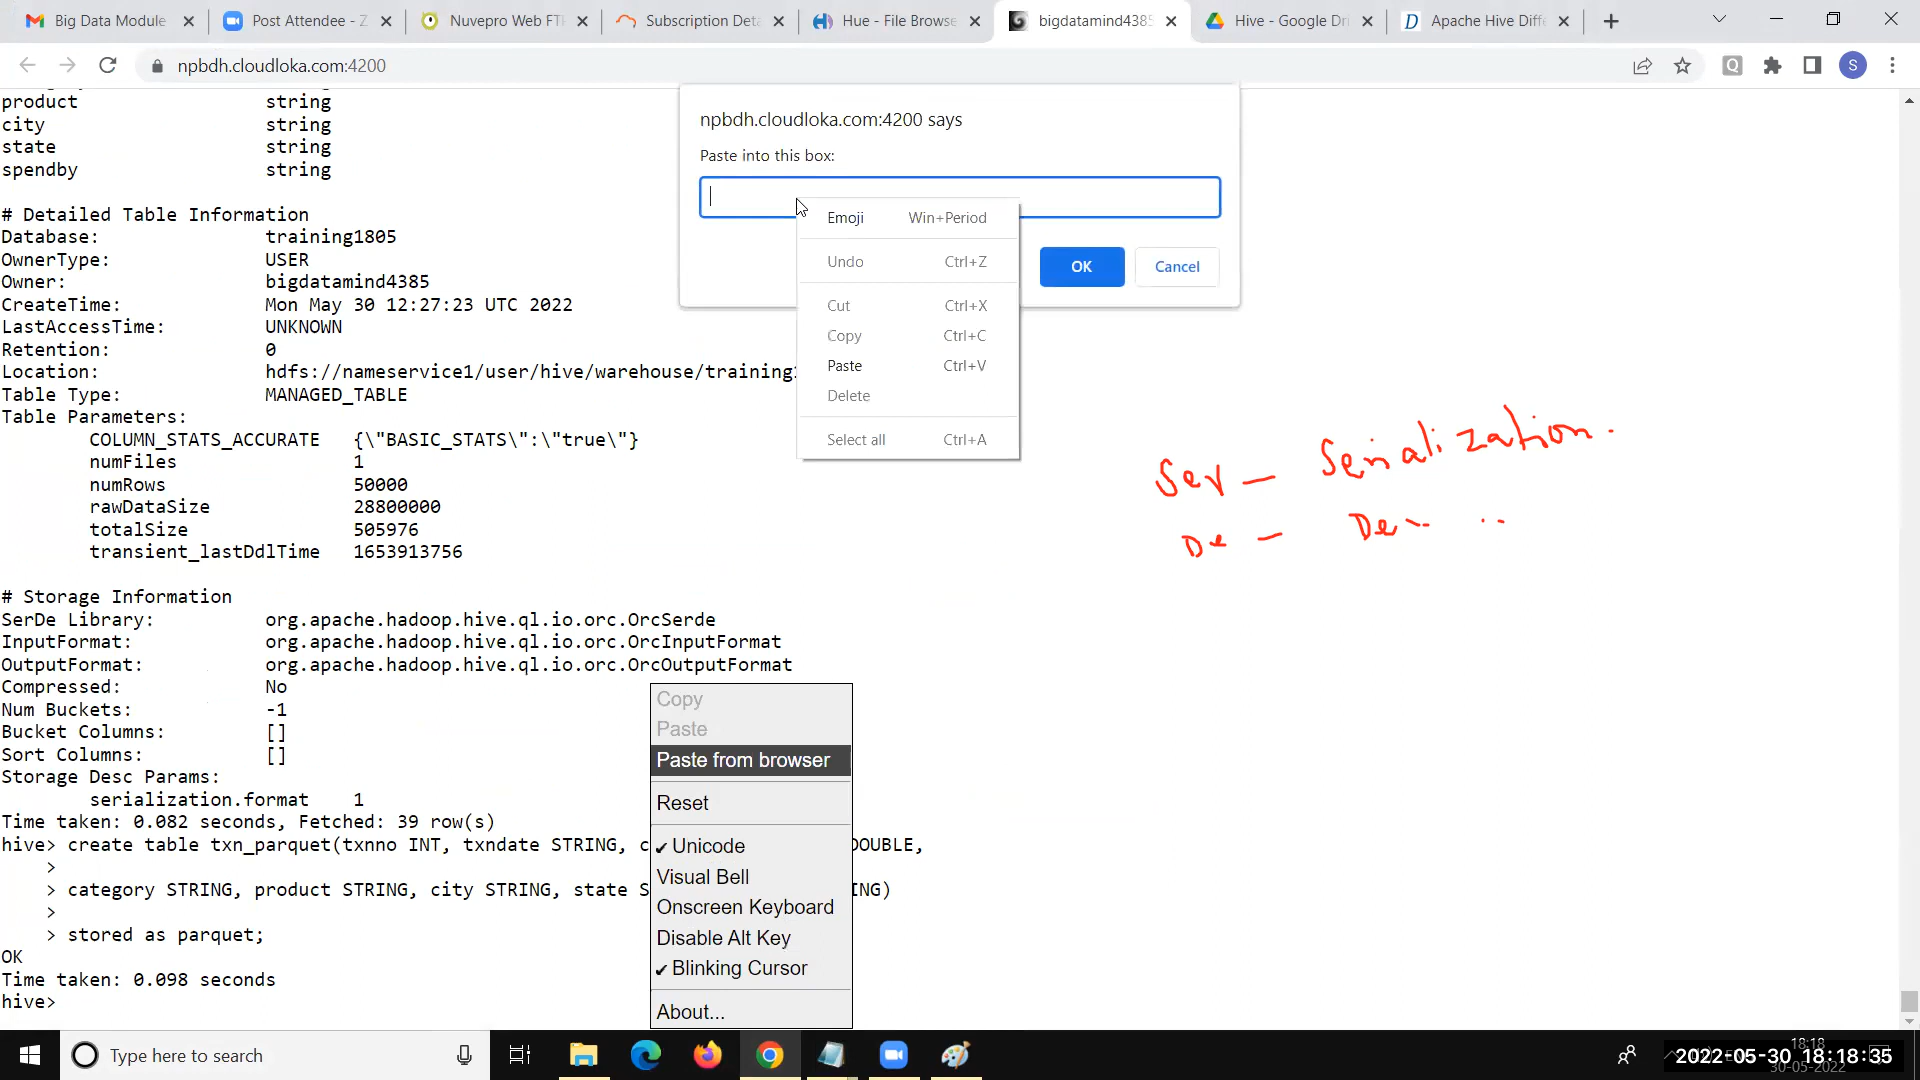 Big Data Module
Post Attendee - Z
Nuvepro Web FT
Subscription Deta
Hue - File Browse
bigdatamind4385
Hive - Google Dri
Apache Hive Diff
npbdh.cloudloka.com:4200
product string
city string
state string
spendby string
# Detailed Table Information
Database: training1805
OwnerType: USER
Owner: bigdatamind4385
CreateTime: Mon May 30 12:27:23 UTC 2022
LastAccessTime: UNKNOWN
Retention: 0
Location: hdfs://nameservice1/user/hive/warehouse/training1
Table Type: MANAGED_TABLE
Table Parameters:
COLUMN_STATS_ACCURATE {\"BASIC_STATS\":\"true\"}
numFiles 1
numRows 50000
rawDataSize 28800000
totalSize 505976
transient_lastDdlTime 1653913756
# Storage Information
SerDe Library: org.apache.hadoop.hive.ql.io.orc.OrcSerde
InputFormat: org.apache.hadoop.hive.ql.io.orc.OrcInputFormat
OutputFormat: org.apache.hadoop.hive.ql.io.orc.OrcOutputFormat
Compressed: No
Num Buckets: -1
Bucket Columns: []
Sort Columns: []
Storage Desc Params:
serialization.format 1
Time taken: 0.082 seconds, Fetched: 39 row(s)
hive> create table txn_parquet(txnno INT, txndate STRING, c DOUBLE,
>
> category STRING, product STRING, city STRING, state S ING)
>
> stored as parquet;
OK
Time taken: 0.098 seconds
hive>
npbdh.cloudloka.com:4200 says
Paste into this box:
OK
Cancel
Emoji Win+Period
Undo Ctrl+Z
Cut Ctrl+X
Copy Ctrl+C
Paste Ctrl+V
Delete
Select all Ctrl+A
Ser - Serialization.
De - De-- ..
Copy
Paste
Paste from browser
Reset
✔ Unicode
Visual Bell
Onscreen Keyboard
Disable Alt Key
✔ Blinking Cursor
About...
S
Type here to search
18:18
2022-05-30 18:18:35
30-05-2022